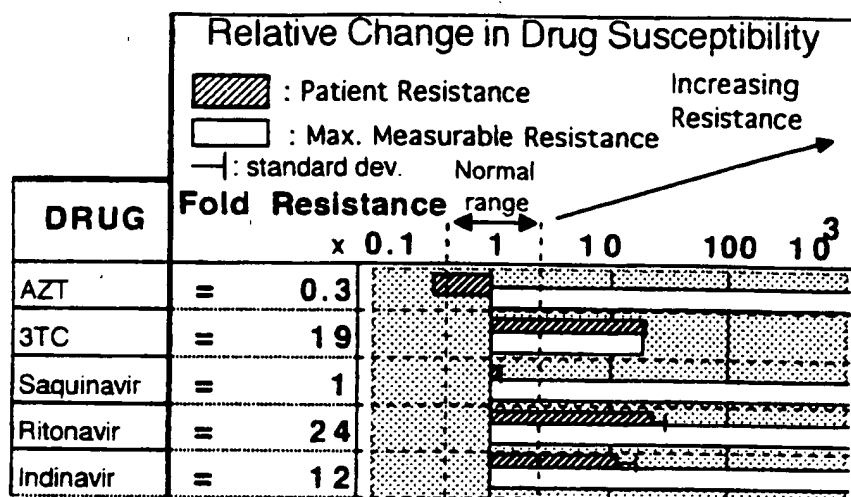 Relative Change in Drug Susceptibility
: Patient Resistance
: Max. Measurable Resistance
: standard dev.
Normal range
Increasing Resistance
DRUG Fold Resistance
x 0.1 1 10 100 10³
AZT = 0.3
3TC = 19
Saquinavir = 1
Ritonavir = 24
Indinavir = 12